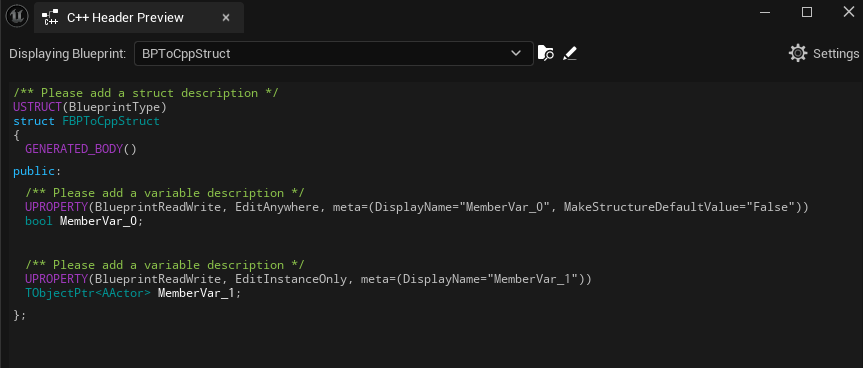 C++ Header Preview
Displaying Blueprint: BPToCppStruct Settings
/** Please add a struct description */
USTRUCT(BlueprintType)
struct FBPToCppStruct
{
GENERATED_BODY()
public:
/** Please add a variable description */
UPROPERTY(BlueprintReadWrite, EditAnywhere, meta=(DisplayName="MemberVar_0", MakeStructureDefaultValue="False"))
bool MemberVar_0;
/** Please add a variable description */
UPROPERTY(BlueprintReadWrite, EditInstanceOnly, meta=(DisplayName="MemberVar_1"))
TObjectPtr<AActor> MemberVar_1;
};